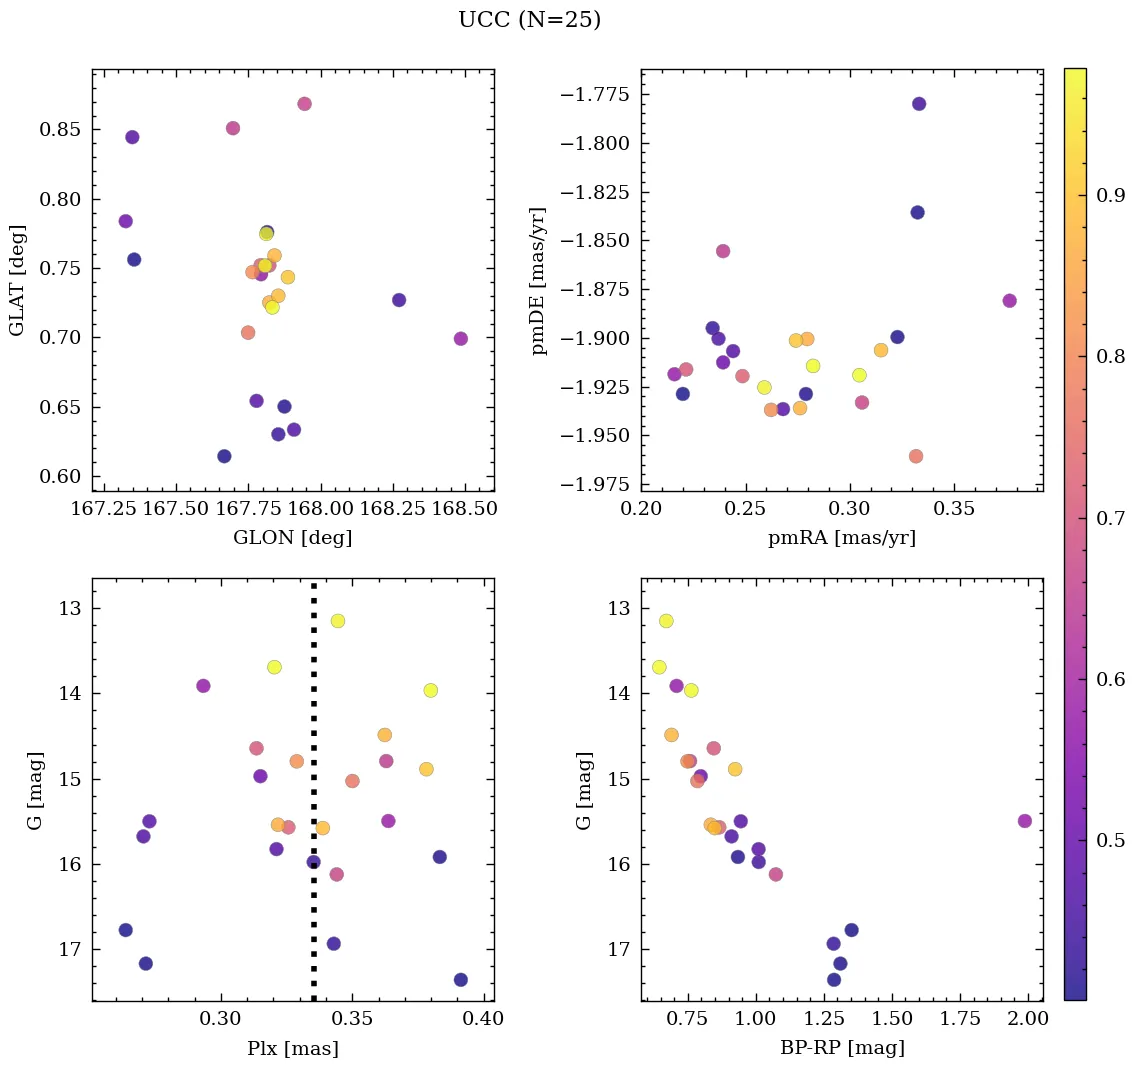 UCC (N=25)
0.85
0.80
0.75
0.70
0.65
0.60
GLAT [deg]
167.25 167.50 167.75 168.00 168.25 168.50
GLON [deg]
−1.775
−1.800
−1.825
−1.850
−1.875
−1.900
−1.925
−1.950
−1.975
pmDE [mas/yr]
0.20 0.25 0.30 0.35
pmRA [mas/yr]
13
14
15
16
17
G [mag]
0.30 0.35 0.40
Plx [mas]
13
14
15
16
17
G [mag]
0.75 1.00 1.25 1.50 1.75 2.00
BP-RP [mag]
0.9
0.8
0.7
0.6
0.5